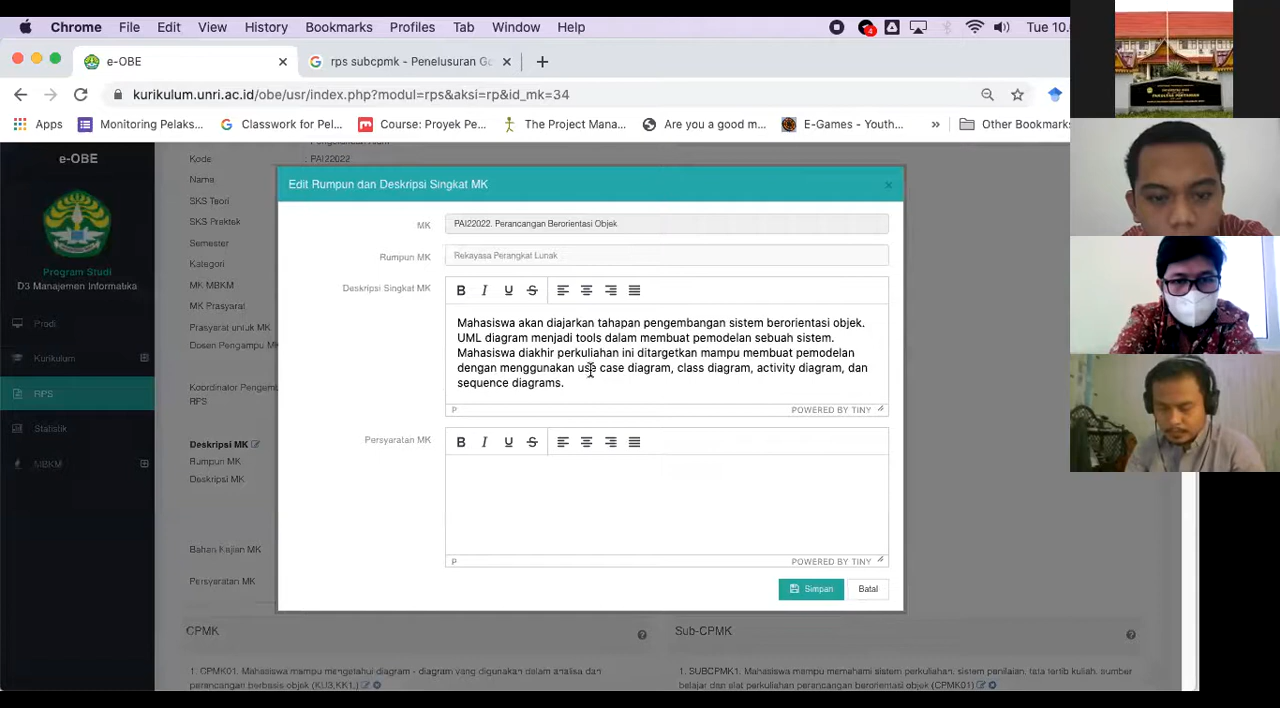 Chrome File Edit View History Bookmarks Profiles Tab Window Help 4 Tue 10.
e-OBE
rps subcpmk - Penelusuran Go
kurikulum.unri.ac.id/obe/usr/index.php?modul=rps&aksi=rp&id_mk=34
Apps Monitoring Pelaks... Classwork for Pel... Course: Proyek De... The Project Mana... Are you a good m... E-Games - Youth... » Other Bookmarks
e-OBE
Program Studi
D3 Manajemen Informatika
Prodi
Kurikulum
RPS
Statistik
MBKM
Kode : PAI22022
Name
SKS Teori
SKS Praktek
Semester
Kategori
MK MBKM
MK Prasyarat
Prasyarat untuk MK
Dosen Pengampu MK
Koordinator Pengemb
RPS
Deskripsi MK
Rumpun MK
Deskripsi MK
Bahan Kajian MK
Persyaratan MK
Edit Rumpun dan Deskripsi Singkat MK ×
MK PAI22022. Perancangan Berorientasi Objek
Rumpun MK Rekayasa Perangkat Lunak
Deskripsi Singkat MK B I U S
Mahasiswa akan diajarkan tahapan pengembangan sistem berorientasi objek.
UML diagram menjadi tools dalam membuat pemodelan sebuah sistem.
Mahasiswa diakhir perkuliahan ini ditargetkan mampu membuat pemodelan
dengan menggunakan use case diagram, class diagram, activity diagram, dan
sequence diagrams.
P POWERED BY TINY
Persyaratan MK B I U S
P POWERED BY TINY
Simpan Batal
CPMK
1. CPMK01. Mahasiswa mampu mengetahui diagram - diagram yang digunakan dalam analisa dan
perancangan berbasis objek (KU3,KK1,)
Sub-CPMK
1. SUBCPMK1. Mahasiswa mampu memahami sistem perkuliahan, sistem penilaian, tata tertib kuliah, sumber
belajar dan alat perkuliahan perancangan berorientasi objek (CPMK01)